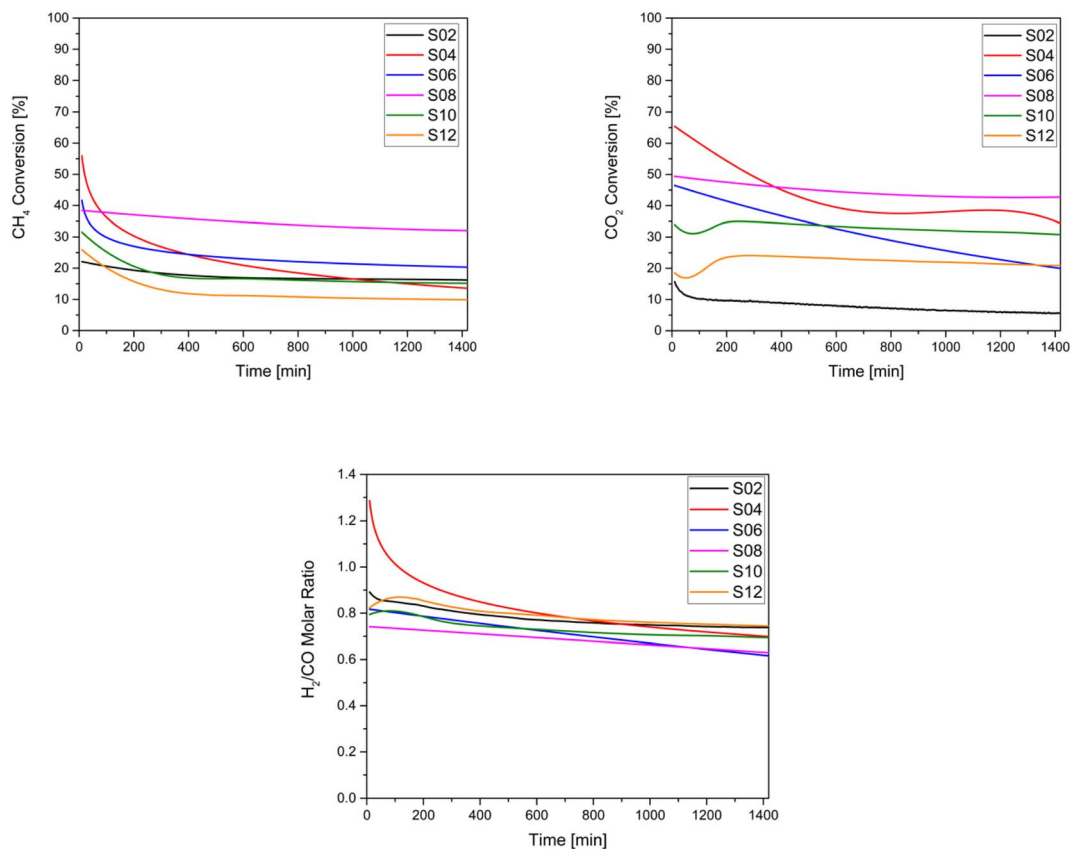 CH4 Conversion [%]
100
90
80
70
60
50
40
30
20
10
0
0 200 400 600 800 1000 1200 1400
Time [min]
S02
S04
S06
S08
S10
S12
CO2 Conversion [%]
100
90
80
70
60
50
40
30
20
10
0
0 200 400 600 800 1000 1200 1400
Time [min]
S02
S04
S06
S08
S10
S12
H2/CO Molar Ratio
1.4
1.2
1.0
0.8
0.6
0.4
0.2
0.0
0 200 400 600 800 1000 1200 1400
Time [min]
S02
S04
S06
S08
S10
S12